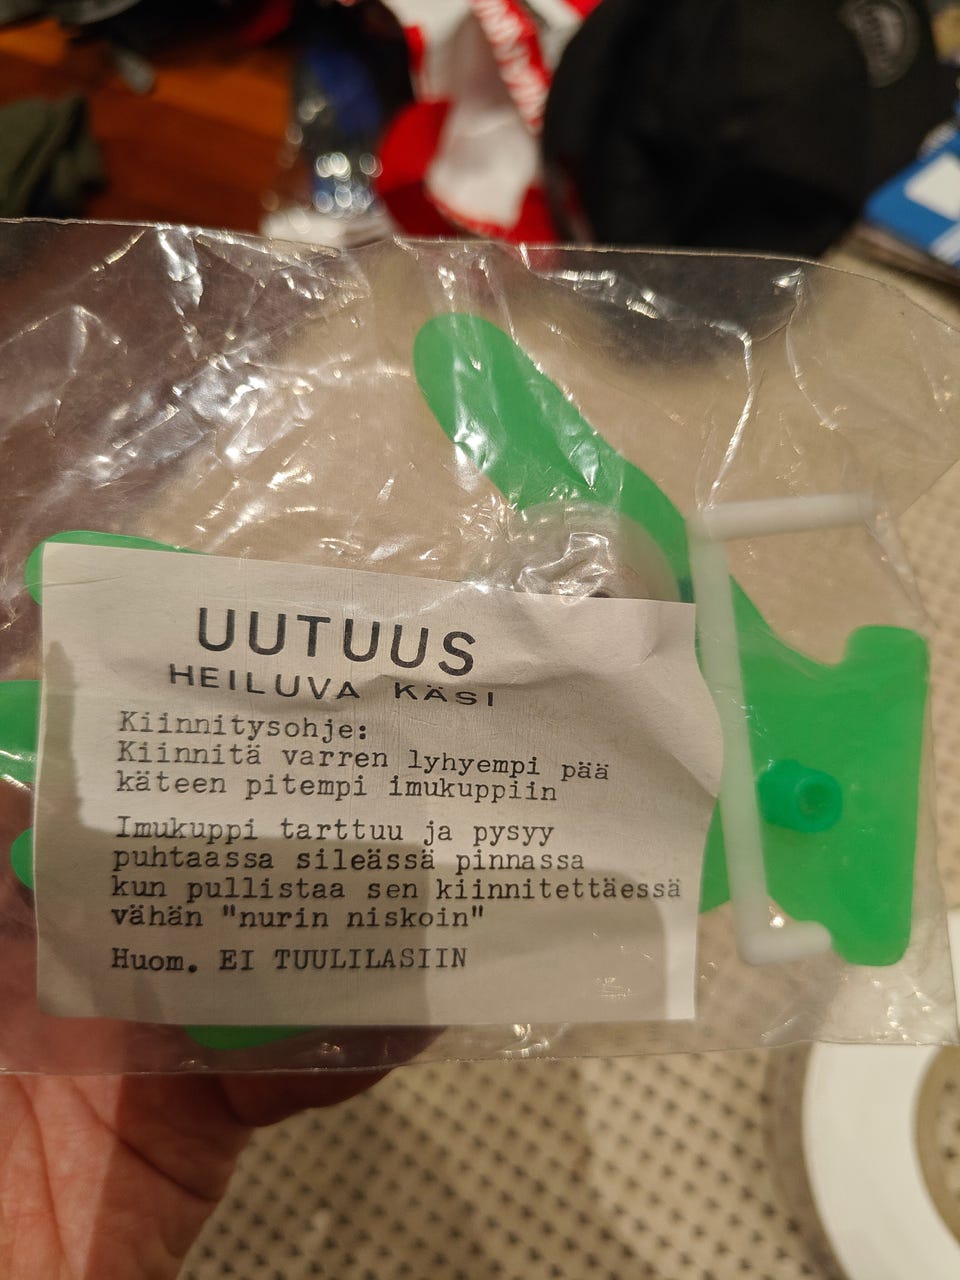 UUTUUS
HEILUVA KÄSI
Kiinnitysohje:
Kiinnitä varren lyhyempi pää
käteen pitempi imukuppiin
Imukuppi tarttuu ja pysyy
puhtaassa sileässä pinnassa
kun pullistaa sen kiinnitettäessä
vähän "nurin niskoin"
Huom. EI TUULILASIIN